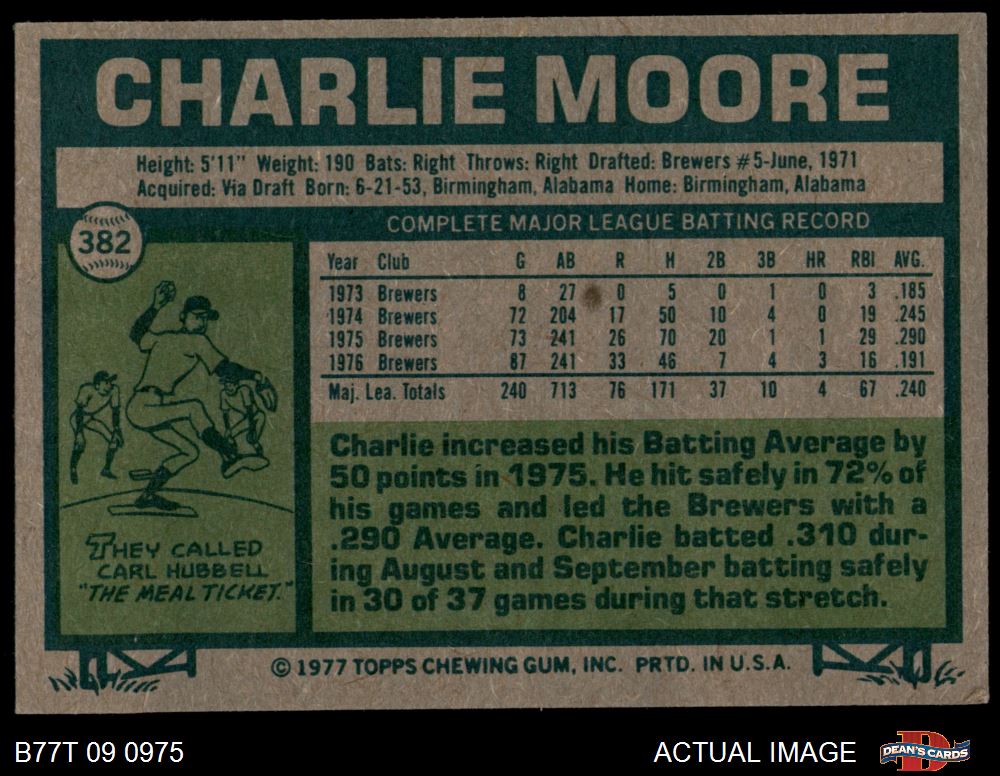 CHARLIE MOORE
Height: 5'11" Weight: 190 Bats: Right Throws: Right Drafted: Brewers #5-June, 1971
Acquired: Via Draft Born: 6-21-53, Birmingham, Alabama Home: Birmingham, Alabama
382
COMPLETE MAJOR LEAGUE BATTING RECORD
Year Club G AB R H 2B 3B HR RBI AVG.
1973 Brewers 8 27 0 5 0 1 0 3 .185
1974 Brewers 72 204 17 50 10 4 0 19 .245
1975 Brewers 73 241 26 70 20 1 1 29 .290
1976 Brewers 87 241 33 46 7 4 3 16 .191
Maj. Lea. Totals 240 713 76 171 37 10 4 67 .240
THEY CALLED
CARL HUBBELL
"THE MEAL TICKET."
Charlie increased his Batting Average by
50 points in 1975. He hit safely in 72% of
his games and led the Brewers with a
.290 Average. Charlie batted .310 dur-
ing August and September batting safely
in 30 of 37 games during that stretch.
© 1977 TOPPS CHEWING GUM, INC. PRTD. IN U.S.A.
B77T 09 0975
ACTUAL IMAGE
D
DEAN'S CARDS